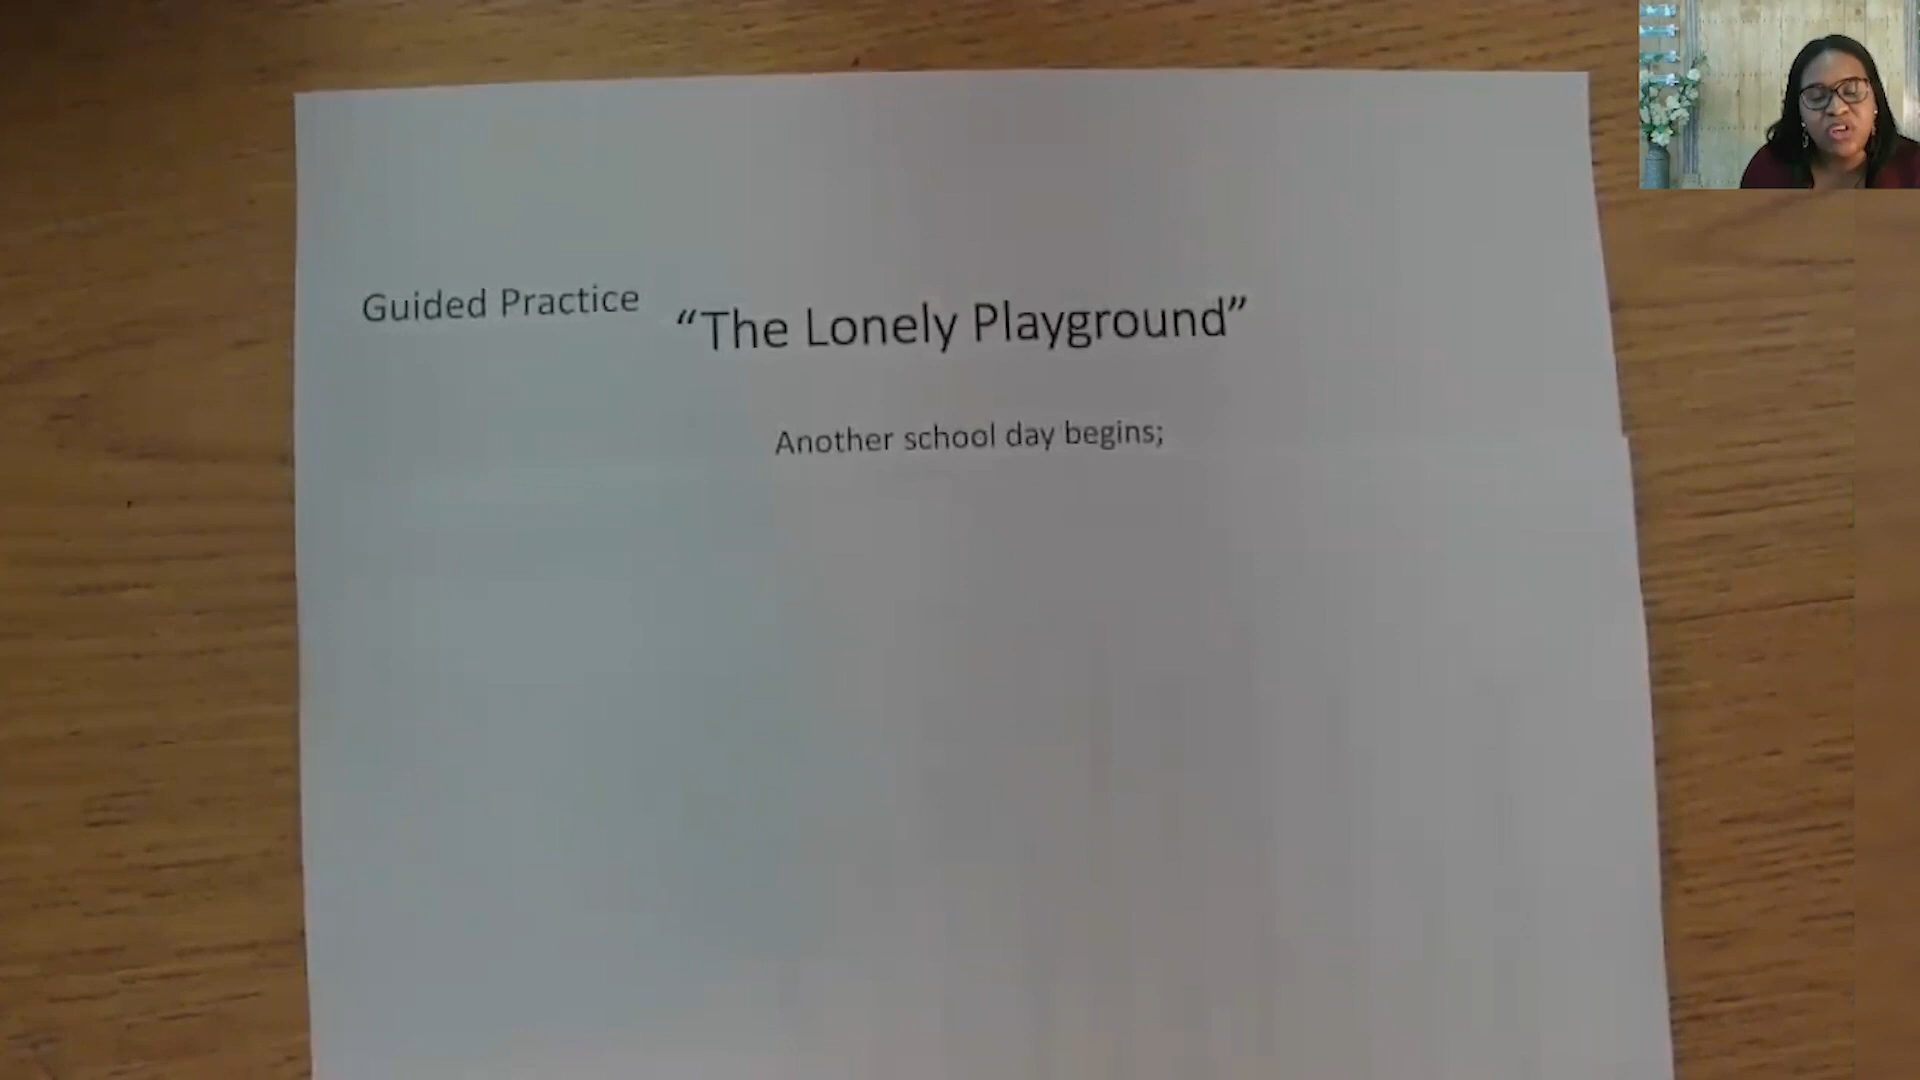 Guided Practice
“The Lonely Playground”
Another school day begins;